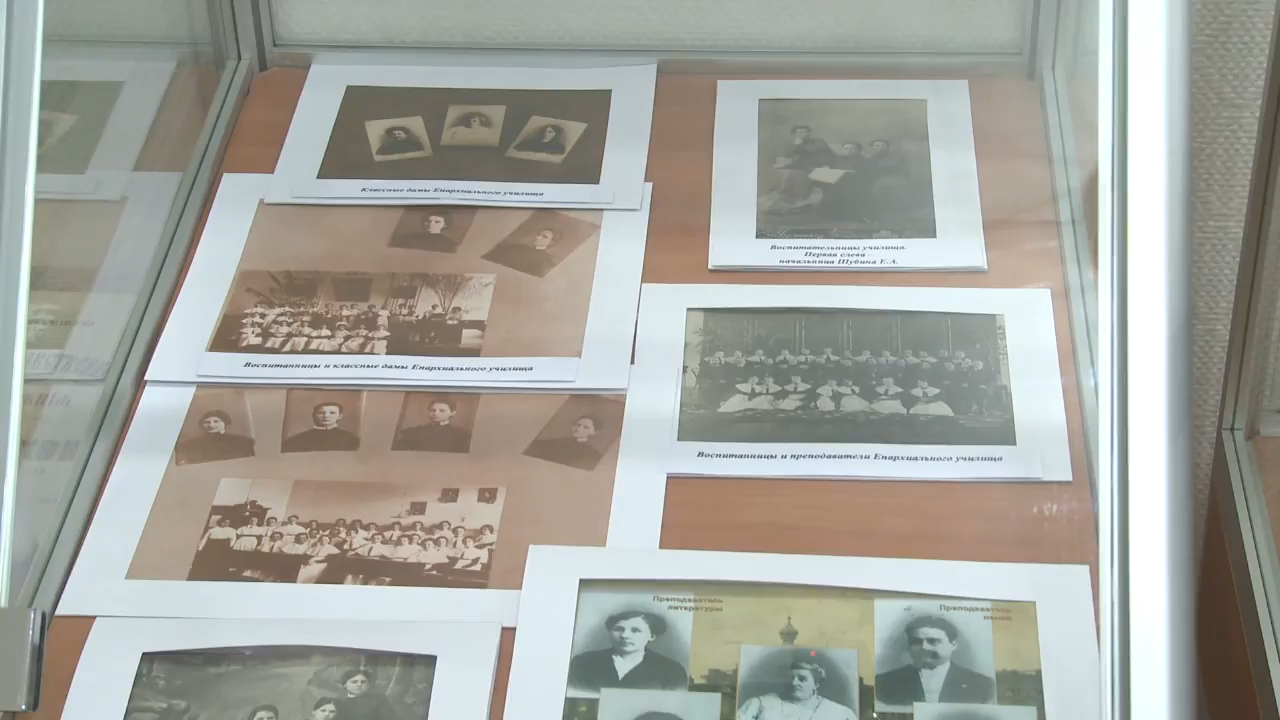 Классные дамы Епархиального училища
Воспитательницы училища.
Первая слева -
начальница Шубина Е.А.
Воспитанницы и классные дамы Епархиального училища
Воспитанницы и преподаватели Епархиального училища
Преподаватель
литературы
Преподаватель
пения